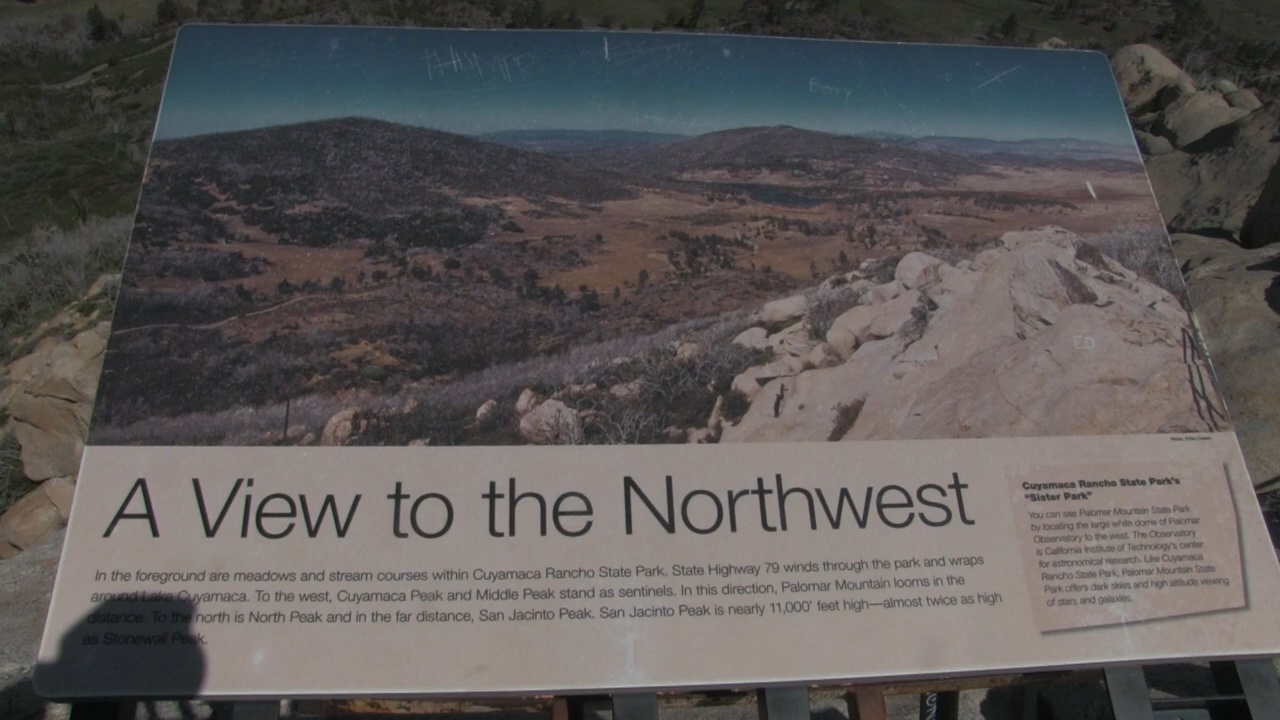 Barry
ED
A View to the Northwest
In the foreground are meadows and stream courses within Cuyamaca Rancho State Park. State Highway 79 winds through the park and wraps
around Lake Cuyamaca. To the west, Cuyamaca Peak and Middle Peak stand as sentinels. In this direction, Palomar Mountain looms in the
distance. To the north is North Peak and in the far distance, San Jacinto Peak. San Jacinto Peak is nearly 11,000' feet high—almost twice as high
as Stonewall Peak.
Cuyamaca Rancho State Park's
"Sister Park"
You can see Palomar Mountain State Park
by locating the large white dome of Palomar
Observatory to the west. The Observatory
is California Institute of Technology's center
for astronomical research. Like Cuyamaca
Rancho State Park, Palomar Mountain State
Park offers dark skies and high altitude viewing
of stars and galaxies.